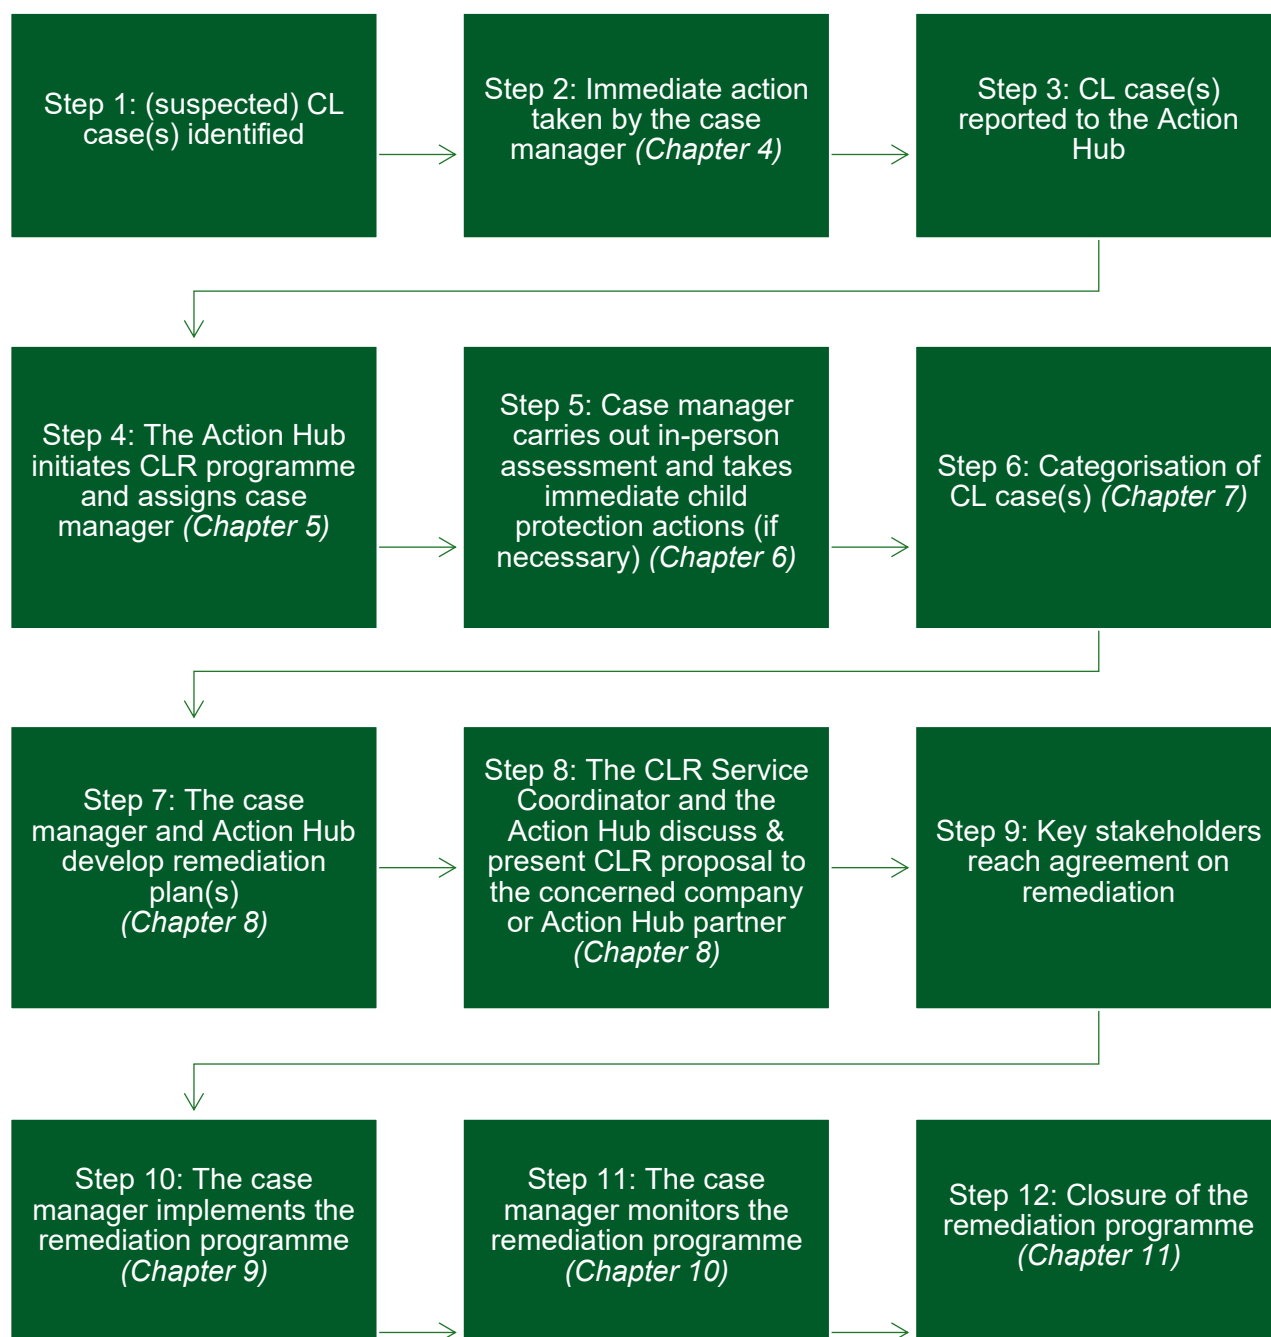 Step 1: (suspected) CL
case(s) identified
Step 2: Immediate action
taken by the case
manager (Chapter 4)
Step 3: CL case(s)
reported to the Action
Hub
Step 4: The Action Hub
initiates CLR programme
and assigns case
manager (Chapter 5)
Step 5: Case manager
carries out in-person
assessment and takes
immediate child
protection actions (if
necessary) (Chapter 6)
Step 6: Categorisation of
CL case(s) (Chapter 7)
Step 7: The case
manager and Action Hub
develop remediation
plan(s)
(Chapter 8)
Step 8: The CLR Service
Coordinator and the
Action Hub discuss &
present CLR proposal to
the concerned company
or Action Hub partner
(Chapter 8)
Step 9: Key stakeholders
reach agreement on
remediation
Step 10: The case
manager implements the
remediation programme
(Chapter 9)
Step 11: The case
manager monitors the
remediation programme
(Chapter 10)
Step 12: Closure of the
remediation programme
(Chapter 11)